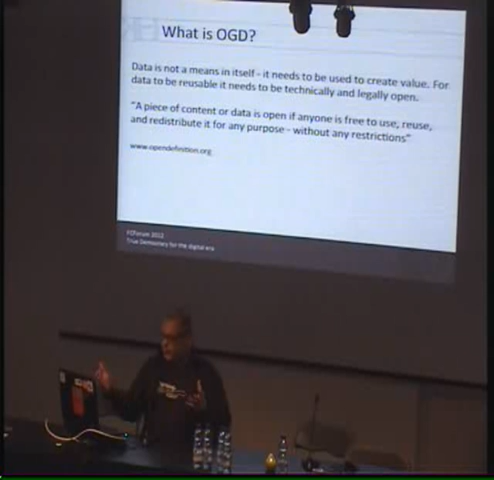 What is OGD?
Data is not a means in itself - it needs to be used to create value. For
data to be reusable it needs to be technically and legally open.
"A piece of content or data is open if anyone is free to use, reuse,
and redistribute it for any purpose - without any restrictions"
www.opendefinition.org
FCForum 2012
True Democracy for the digital era